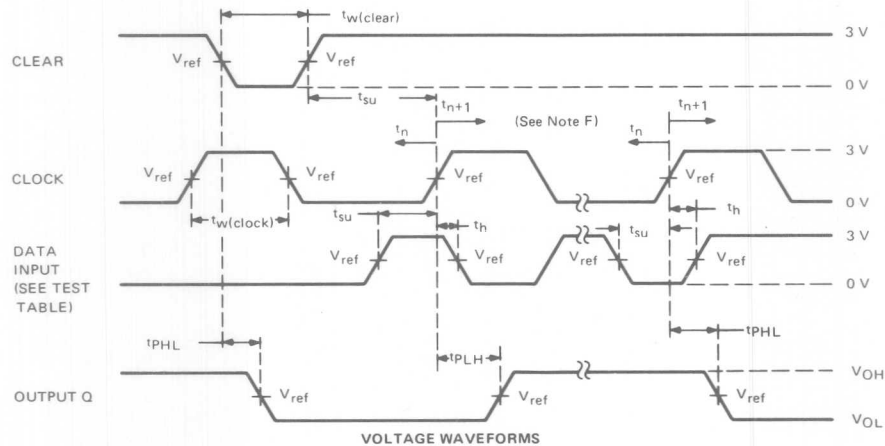 tw(clear)
3 V
CLEAR
Vref
Vref
0 V
tsu
tn+1
(See Note F)
tn+1
tn
tn
3 V
CLOCK
Vref
Vref
Vref
Vref
0 V
tw(clock)
tsu
th
tsu
th
3 V
DATA
INPUT
(SEE TEST
TABLE)
Vref
Vref
Vref
Vref
0 V
tPHL
tPLH
tPHL
VOH
OUTPUT Q
Vref
Vref
Vref
VOL
VOLTAGE WAVEFORMS